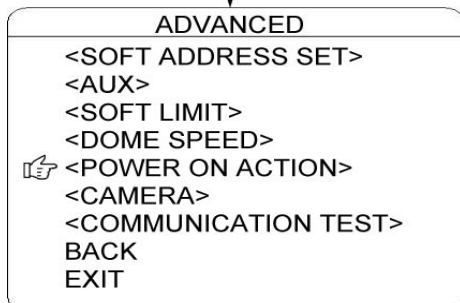 ADVANCED
<SOFT ADDRESS SET>
<AUX>
<SOFT LIMIT>
<DOME SPEED>
<POWER ON ACTION>
<CAMERA>
<COMMUNICATION TEST>
BACK
EXIT